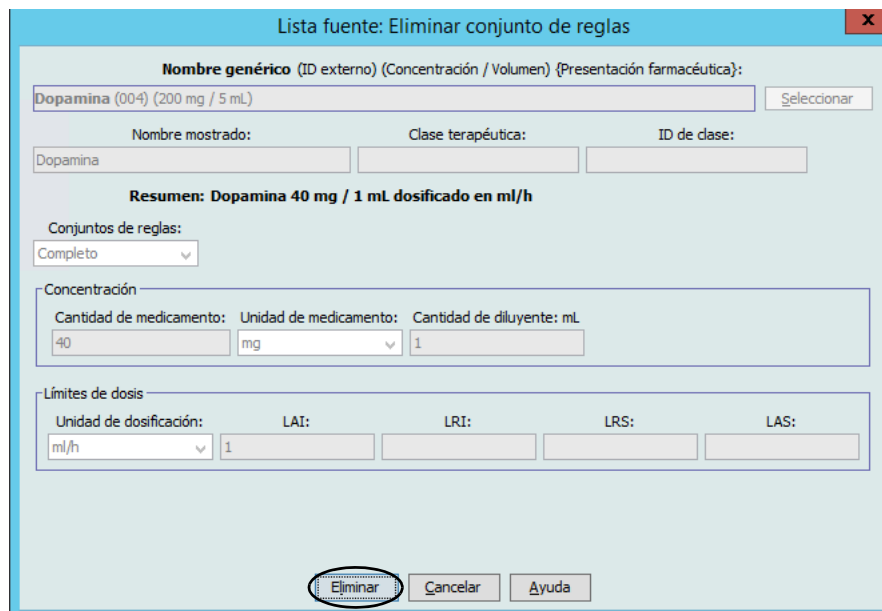 Lista fuente: Eliminar conjunto de reglas
x
Nombre genérico (ID externo) (Concentración / Volumen) {Presentación farmacéutica}:
Dopamina (004) (200 mg / 5 mL) Seleccionar
Nombre mostrado: Clase terapéutica: ID de clase:
Dopamina
Resumen: Dopamina 40 mg / 1 mL dosificado en ml/h
Conjuntos de reglas:
Completo
Concentración
Cantidad de medicamento: Unidad de medicamento: Cantidad de diluyente: mL
40 mg 1
Límites de dosis
Unidad de dosificación: LAI: LRI: LRS: LAS:
ml/h 1
Eliminar Cancelar Ayuda